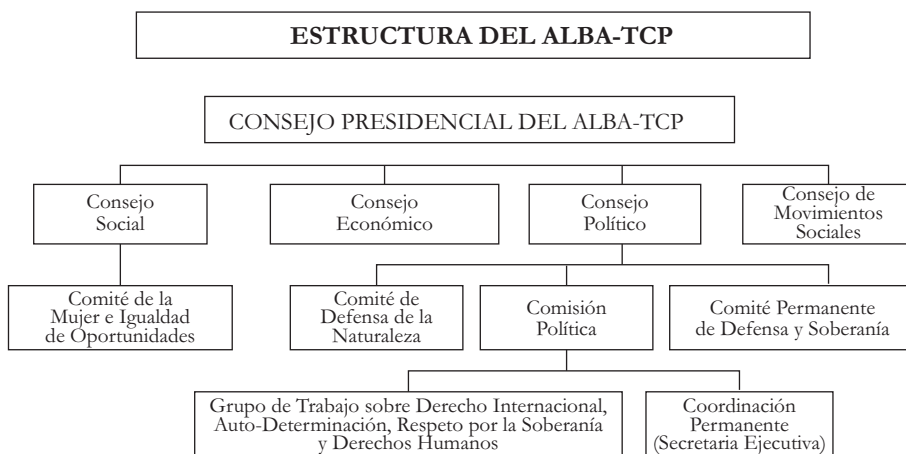 ESTRUCTURA DEL ALBA-TCP
CONSEJO PRESIDENCIAL DEL ALBA-TCP
Consejo
Social
Consejo
Económico
Consejo
Político
Consejo de
Movimientos
Sociales
Comité de la
Mujer e Igualdad
de Oportunidades
Comité de
Defensa de la
Naturaleza
Comisión
Política
Comité Permanente
de Defensa y Soberanía
Grupo de Trabajo sobre Derecho Internacional,
Auto-Determinación, Respeto por la Soberanía
y Derechos Humanos
Coordinación
Permanente
(Secretaria Ejecutiva)